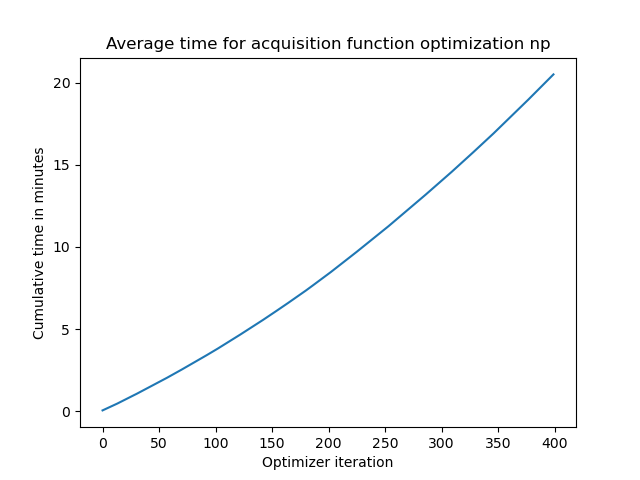 Average time for acquisition function optimization np
Cumulative time in minutes
20
15
10
5
0
0 50 100 150 200 250 300 350 400
Optimizer iteration